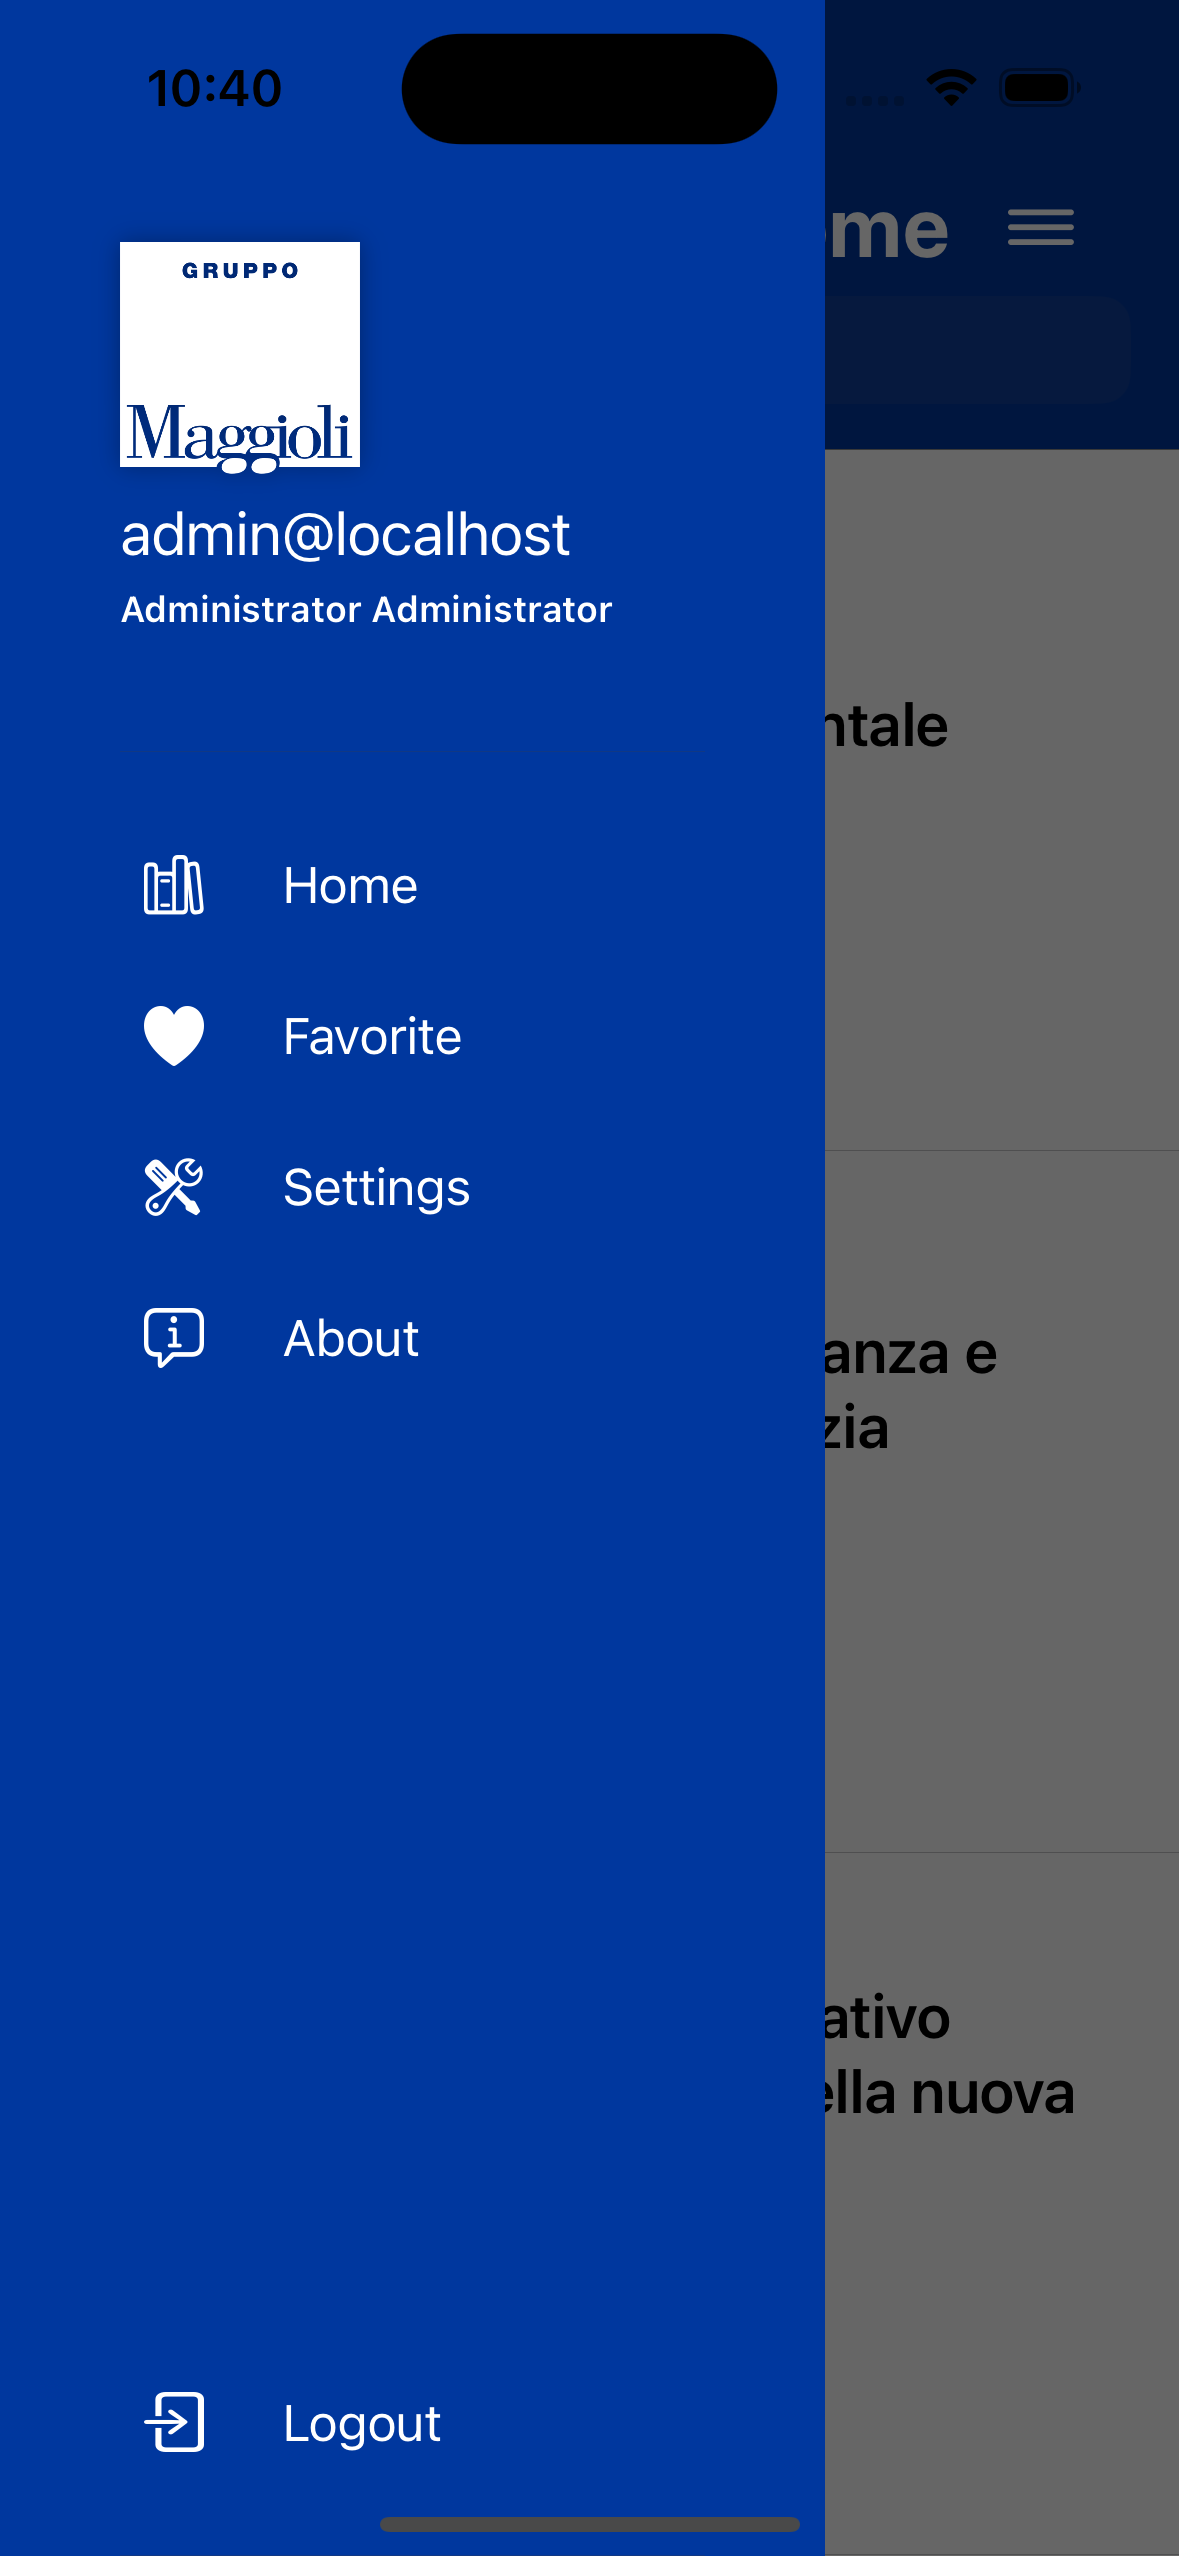 10:40
GRUPPO
Maggioli
admin@localhost
Administrator Administrator
Home
Favorite
Settings
About
Logout
me
ntale
anza e
zia
ativo
ella nuova